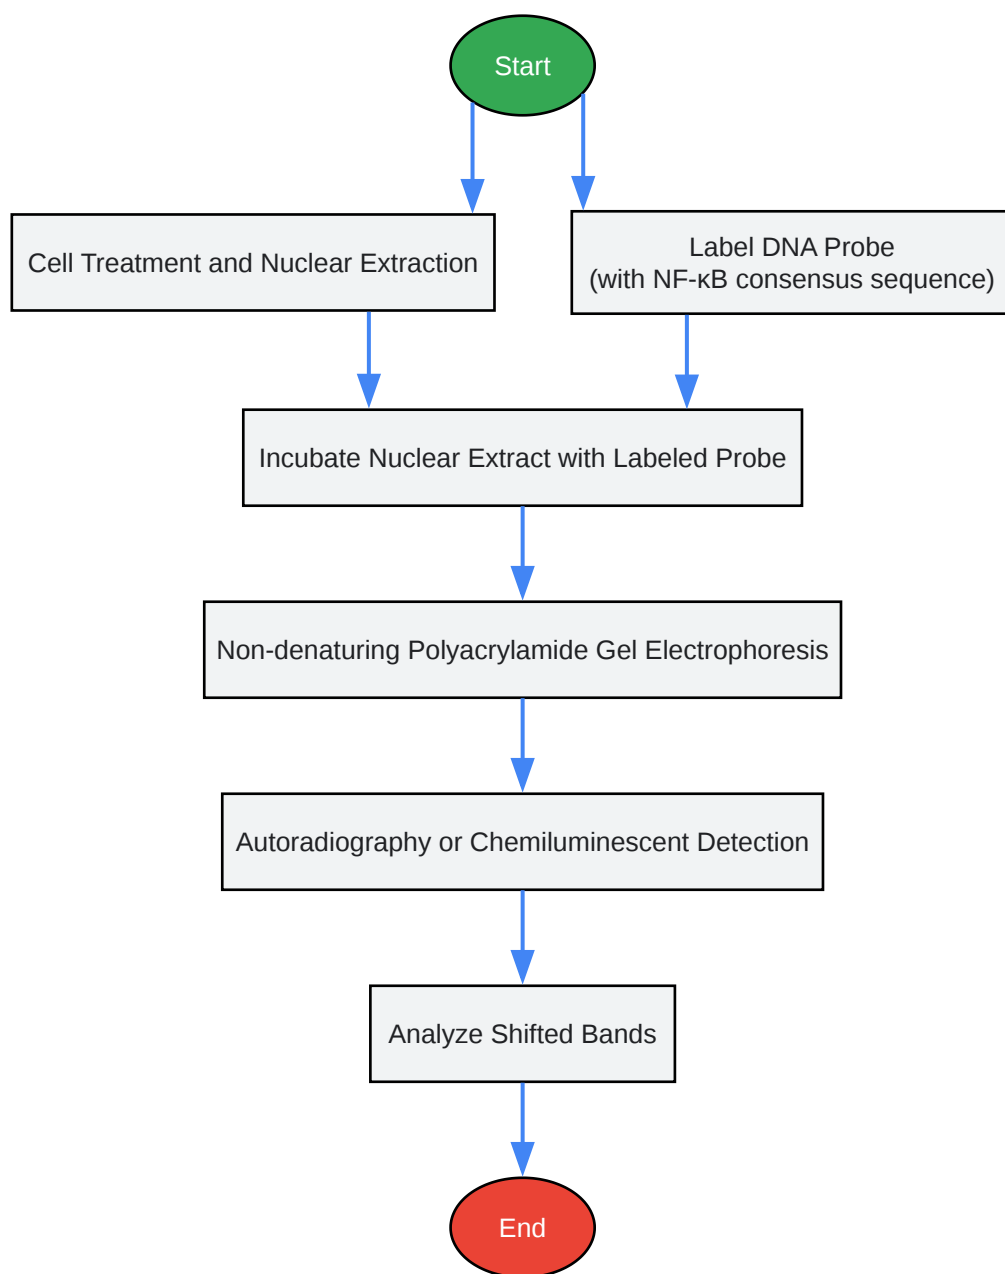 Start
Cell Treatment and Nuclear Extraction
Label DNA Probe
(with NF-κB consensus sequence)
Incubate Nuclear Extract with Labeled Probe
Non-denaturing Polyacrylamide Gel Electrophoresis
Autoradiography or Chemiluminescent Detection
Analyze Shifted Bands
End